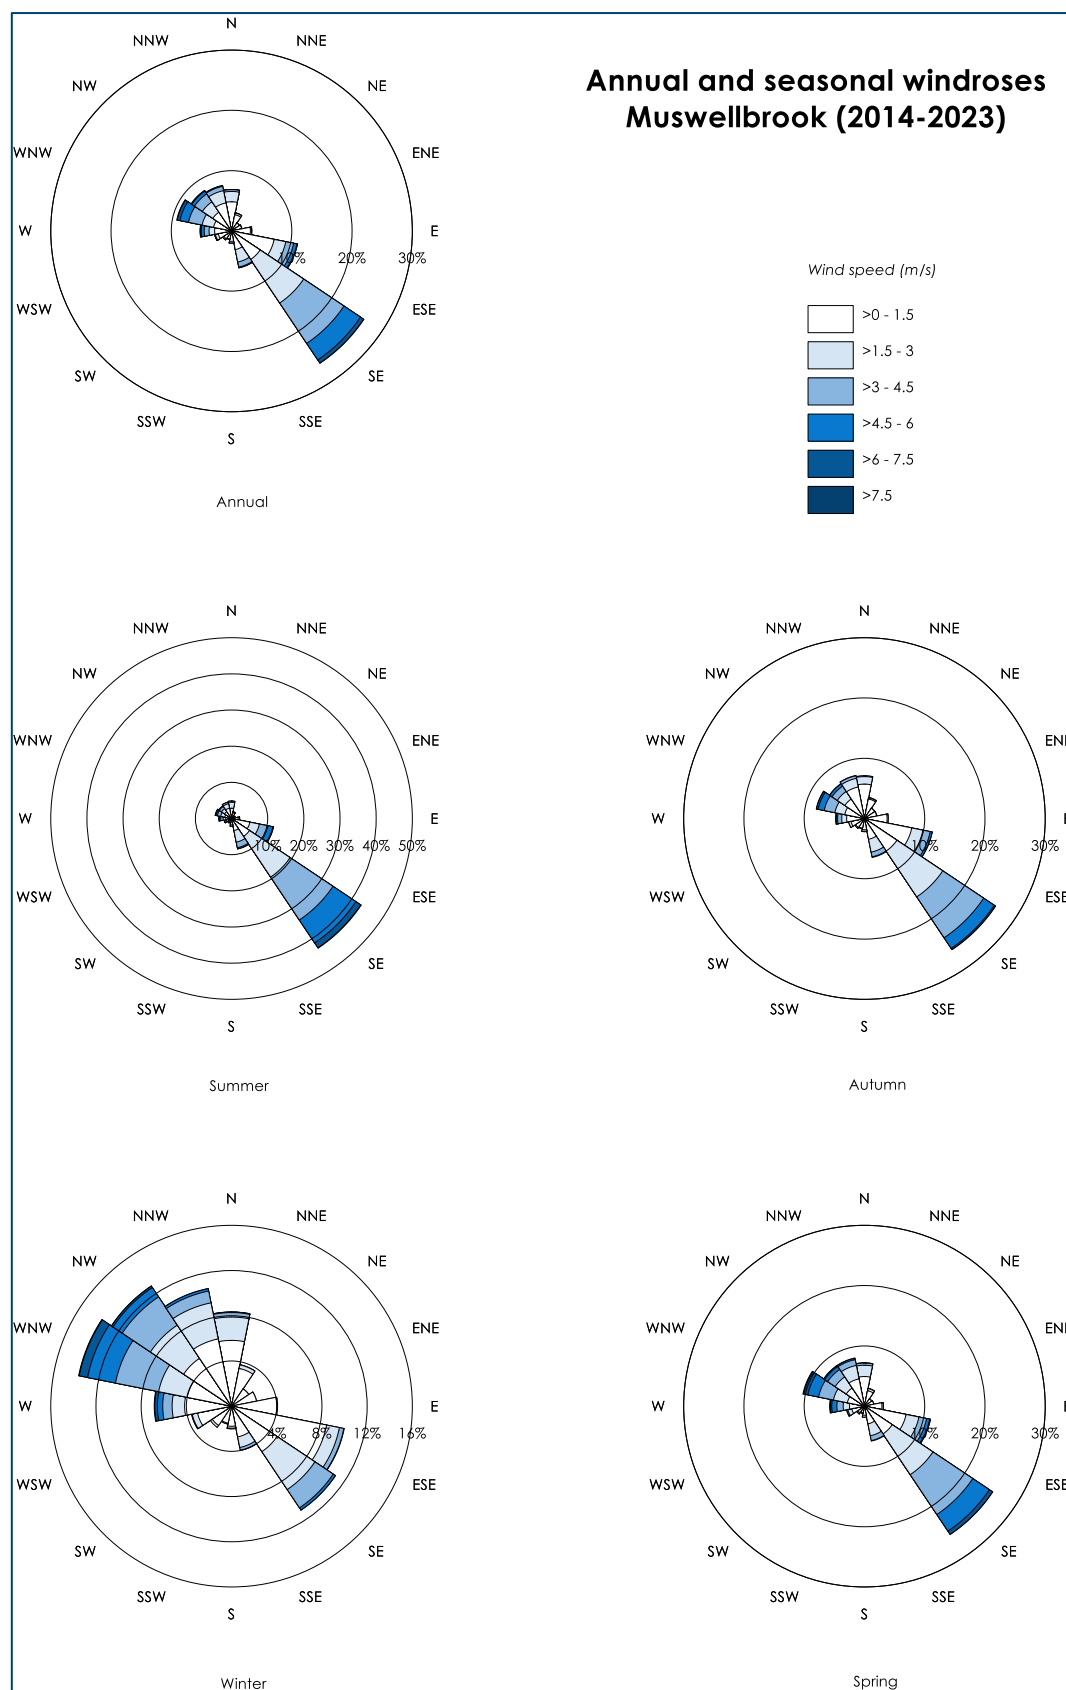 Annual and seasonal windroses
Muswellbrook (2014-2023)
N
NNW
NNE
NW
NE
WNW
ENE
W
E
10%
20%
30%
WSW
ESE
SW
SE
SSW
SSE
S
Annual
Wind speed (m/s)
>0 - 1.5
>1.5 - 3
>3 - 4.5
>4.5 - 6
>6 - 7.5
>7.5
N
NNW
NNE
NW
NE
WNW
ENE
W
E
10% 20% 30% 40% 50%
WSW
ESE
SW
SE
SSW
SSE
S
Summer
N
NNW
NNE
NW
NE
WNW
ENE
W
E
10%
20%
30%
WSW
ESE
SW
SE
SSW
SSE
S
Autumn
N
NNW
NNE
NW
NE
WNW
ENE
W
E
4%
8%
12%
16%
WSW
ESE
SW
SE
SSW
SSE
S
Winter
N
NNW
NNE
NW
NE
WNW
ENE
W
E
10%
20%
30%
WSW
ESE
SW
SE
SSW
SSE
S
Spring